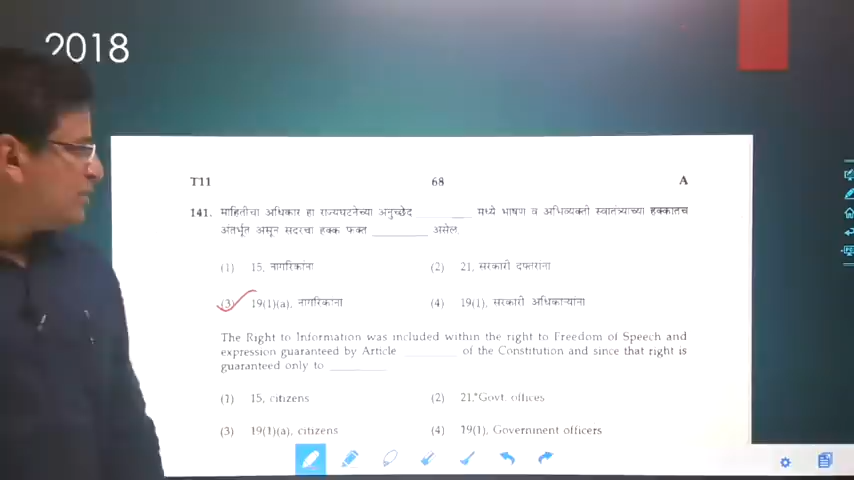 2018
T11 68 A
141. माहितीचा अधिकार हा राज्यघटनेच्या अनुच्छेद ________ मध्ये भाषण व अभिव्यक्ती स्वातंत्र्याच्या हक्कातच
अंतर्भूत असून सदरचा हक्क फक्त ________ असेल.
(1) 15, नागरिकांना (2) 21, सरकारी दफ्तरांना
(3) 19(1)(a), नागरिकांना (4) 19(1), सरकारी अधिकाऱ्यांना
The Right to Information was included within the right to Freedom of Speech and
expression guaranteed by Article ________ of the Constitution and since that right is
guaranteed only to ________
(1) 15, citizens (2) 21, Govt. offices
(3) 19(1)(a), citizens (4) 19(1), Government officers